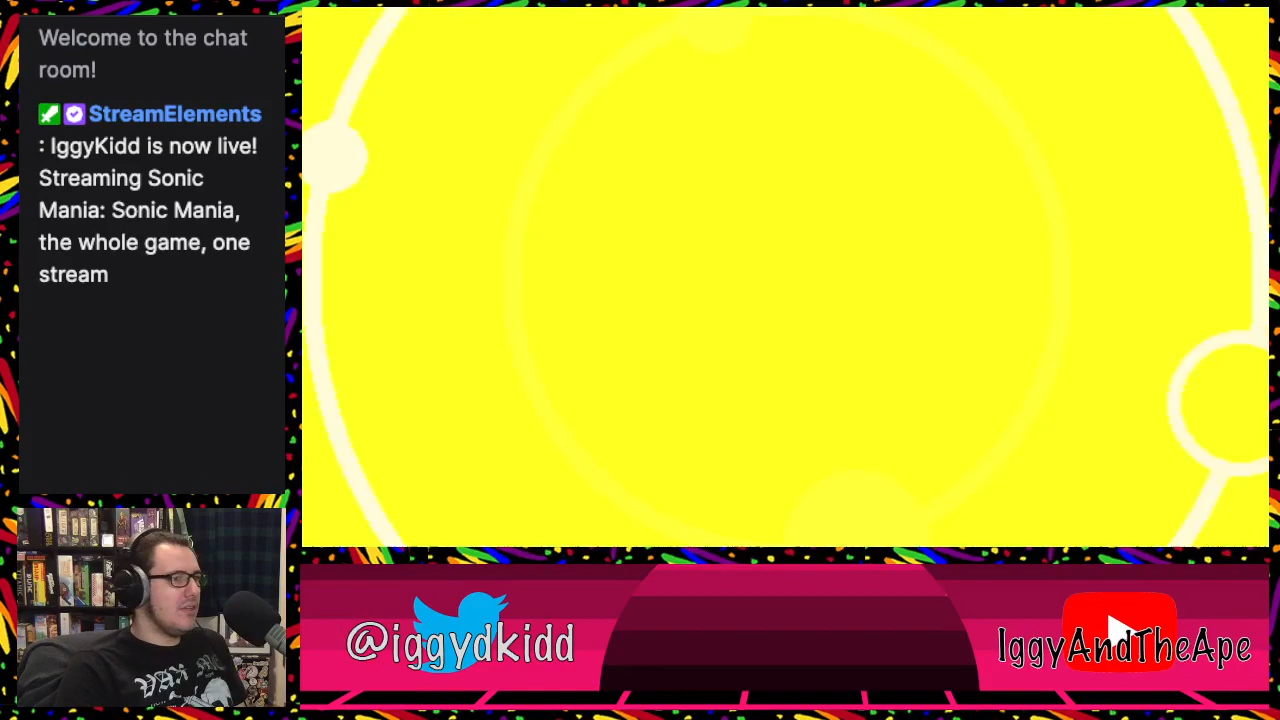 Welcome to the chat
room!
StreamElements
: IggyKidd is now live!
Streaming Sonic
Mania: Sonic Mania,
the whole game, one
stream
@iggydkidd
IggyAndTheApe